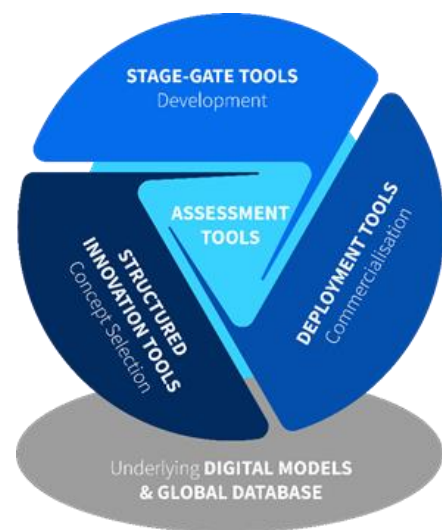 STAGE-GATE TOOLS
Development
ASSESSMENT
TOOLS
DEPLOYMENT TOOLS
Commercialisation
STRUCTURED
INNOVATION TOOLS
Concept Selection
Underlying DIGITAL MODELS
& GLOBAL DATABASE